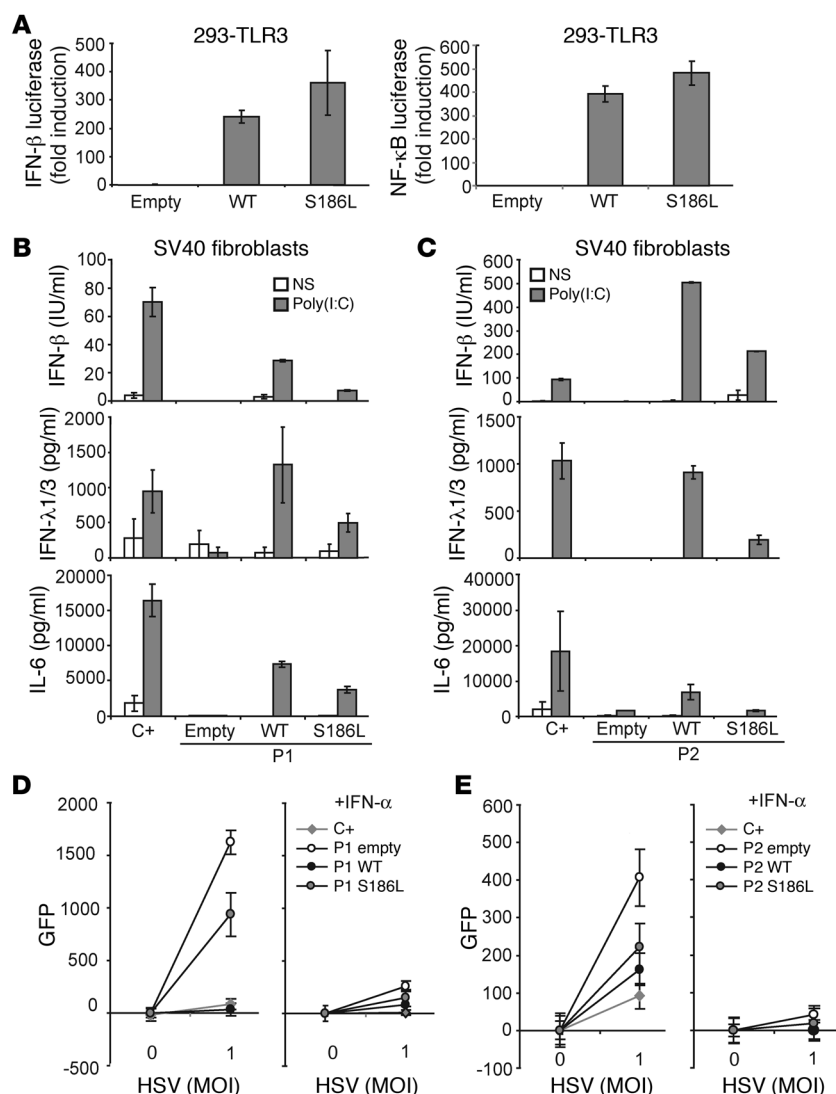 A
293-TLR3
IFN-β luciferase
(fold induction)
500
400
300
200
100
0
Empty WT S186L
293-TLR3
NF-κB luciferase
(fold induction)
600
500
400
300
200
100
0
Empty WT S186L
B
SV40 fibroblasts
NS
Poly(I:C)
IFN-β (IU/ml)
100
80
60
40
20
0
IFN-λ1/3 (pg/ml)
2000
1500
1000
500
0
IL-6 (pg/ml)
20000
15000
10000
5000
0
C+ Empty WT S186L
P1
C
SV40 fibroblasts
NS
Poly(I:C)
IFN-β (IU/ml)
600
500
400
300
200
100
0
IFN-λ1/3 (pg/ml)
1500
1000
500
0
IL-6 (pg/ml)
40000
30000
20000
10000
0
C+ Empty WT S186L
P2
D
GFP
2000
1500
1000
500
0
-500
0 1
HSV (MOI)
+IFN-α
C+
P1 empty
P1 WT
P1 S186L
0 1
HSV (MOI)
E
GFP
600
500
400
300
200
100
0
-100
0 1
HSV (MOI)
+IFN-α
C+
P2 empty
P2 WT
P2 S186L
0 1
HSV (MOI)